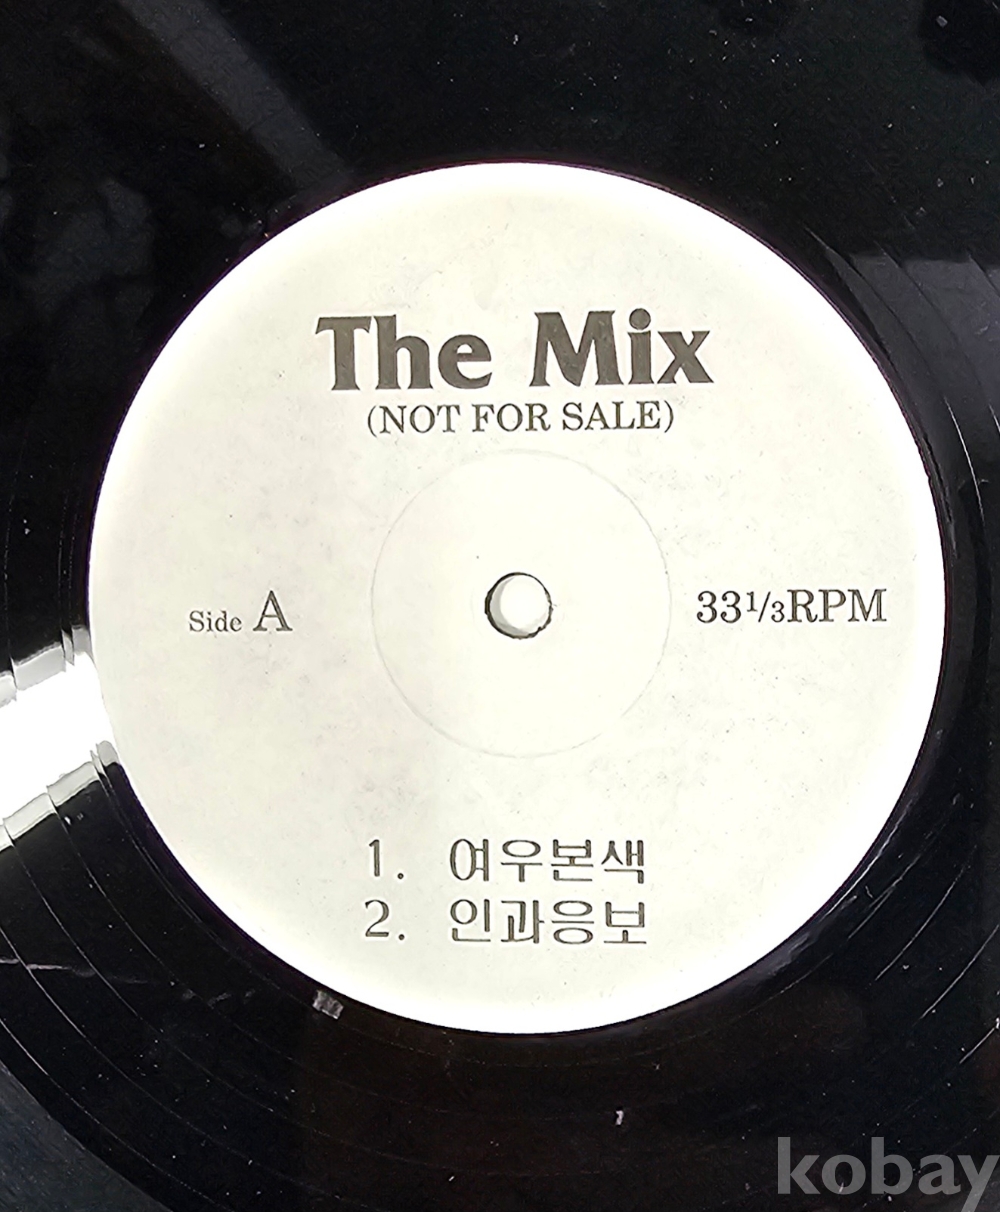 The Mix
(NOT FOR SALE)
Side A
33 1/3RPM
1. 여우본색
2. 인과응보
kobay